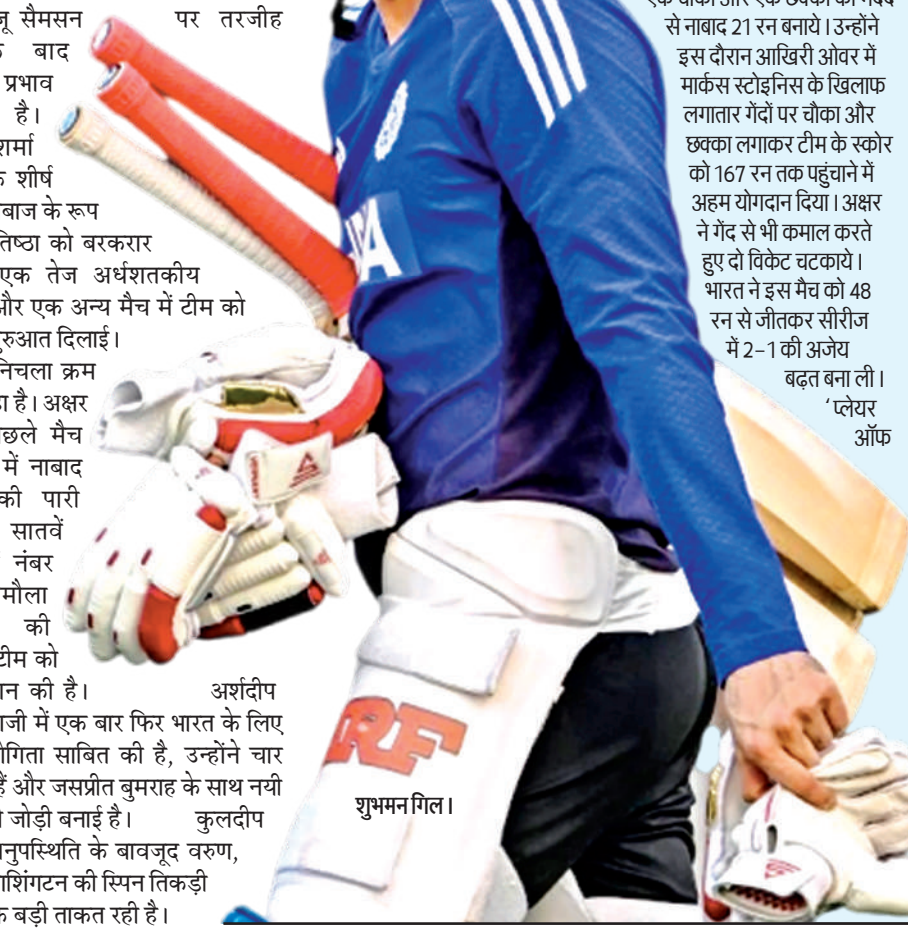 जू सैमसन पर तरजीह
बाद
प्रभाव
है।
शर्मा
शीर्ष
बाज के रूप
तिष्ठा को बरकरार
एक तेज अर्धशतकीय
और एक अन्य मैच में टीम को
रुआत दिलाई।
निचला क्रम
है। अक्षर
छले मैच
में नाबाद
की पारी
सातवें
नंबर
मौला
की
टीम को
न की है। अर्शदीप
जी में एक बार फिर भारत के लिए
गिता साबित की है, उन्होंने चार
हैं और जसप्रीत बुमराह के साथ नयी
जोड़ी बनाई है। कुलदीप
नुपस्थिति के बावजूद वरुण,
शिंगटन की स्पिन तिकड़ी
बड़ी ताकत रही है।
से नाबाद 21 रन बनाये। उन्होंने
इस दौरान आखिरी ओवर में
मार्कस स्टोइनिस के खिलाफ
लगातार गेंदों पर चौका और
छक्का लगाकर टीम के स्कोर
को 167 रन तक पहुंचाने में
अहम योगदान दिया। अक्षर
ने गेंद से भी कमाल करते
हुए दो विकेट चटकाये।
भारत ने इस मैच को 48
रन से जीतकर सीरीज
में 2-1 की अजेय
बढ़त बना ली।
'प्लेयर
ऑफ
RF
शुभमन गिल।